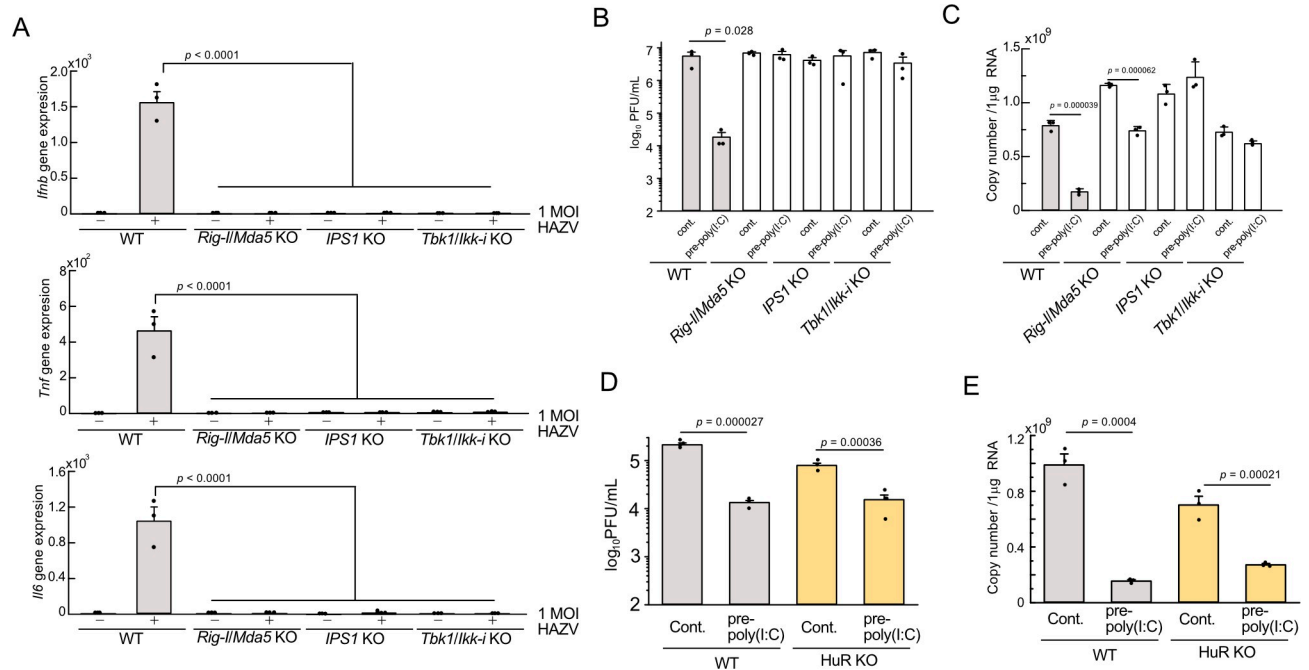 A
Ifnb gene expresion
×10³
2.0
1.5
1.0
0.5
0
p < 0.0001
− + − + − + − +
1 MOI
HAZV
WT Rig-I/Mda5 KO IPS1 KO Tbk1/Ikk-i KO
Tnf gene expresion
×10²
8
6
4
2
0
p < 0.0001
− + − + − + − +
1 MOI
HAZV
WT Rig-I/Mda5 KO IPS1 KO Tbk1/Ikk-i KO
Il6 gene expresion
×10³
1.6
1.2
0.8
0.4
0
p < 0.0001
− + − + − + − +
1 MOI
HAZV
WT Rig-I/Mda5 KO IPS1 KO Tbk1/Ikk-i KO
B
log₁₀ PFU/mL
7
6
5
4
3
2
p = 0.028
cont. pre-poly(I:C) cont. pre-poly(I:C) cont. pre-poly(I:C) cont. pre-poly(I:C)
WT
Rig-I/Mda5 KO
IPS1 KO
Tbk1/Ikk-i KO
C
Copy number /1µg RNA
×10⁹
1.5
1.0
0.5
0
p = 0.000039
p = 0.000062
cont. pre-poly(I:C) cont. pre-poly(I:C) cont. pre-poly(I:C) cont. pre-poly(I:C)
WT
Rig-I/Mda5 KO
IPS1 KO
Tbk1/Ikk-i KO
D
log₁₀PFU/mL
5
4
3
2
p = 0.000027
p = 0.00036
Cont. pre-poly(I:C) Cont. pre-poly(I:C)
WT HuR KO
E
Copy number /1µg RNA
×10⁹
1.2
0.8
0.4
0
p = 0.0004
p = 0.00021
Cont. pre-poly(I:C) Cont. pre-poly(I:C)
WT HuR KO